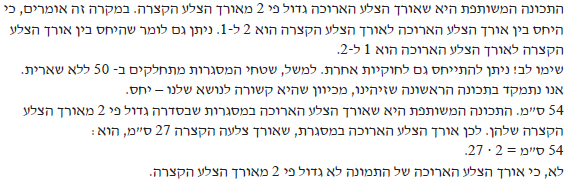 התכונה המשותפת היא שאורך הצלע הארוכה גדול פי 2 מאורך הצלע הקצרה. במקרה זה אומרים, כי
היחס בין אורך הצלע הארוכה לאורך הצלע הקצרה הוא 2 ל-1. ניתן גם לומר שהיחס בין אורך הצלע
הקצרה לאורך הצלע הארוכה הוא 1 ל-2.
שימו לב! ניתן להתייחס גם לחוקיות אחרת. למשל, שטחי המסגרות מתחלקים ב- 50 ללא שארית.
אנו נתמקד בתכונה הראשונה שזיהינו, מכיוון שהיא קשורה לנושא שלנו – יחס.
54 ס״מ. התכונה המשותפת היא שאורך הצלע הארוכה במסגרות שבסדרה גדול פי 2 מאורך הצלע
הקצרה שלהן. לכן אורך הצלע הארוכה במסגרת, שאורך צלעה הקצרה 27 ס״מ, הוא:
54 ס״מ = 2 · 27.
לא, כי אורך הצלע הארוכה של התמונה לא גדול פי 2 מאורך הצלע הקצרה.